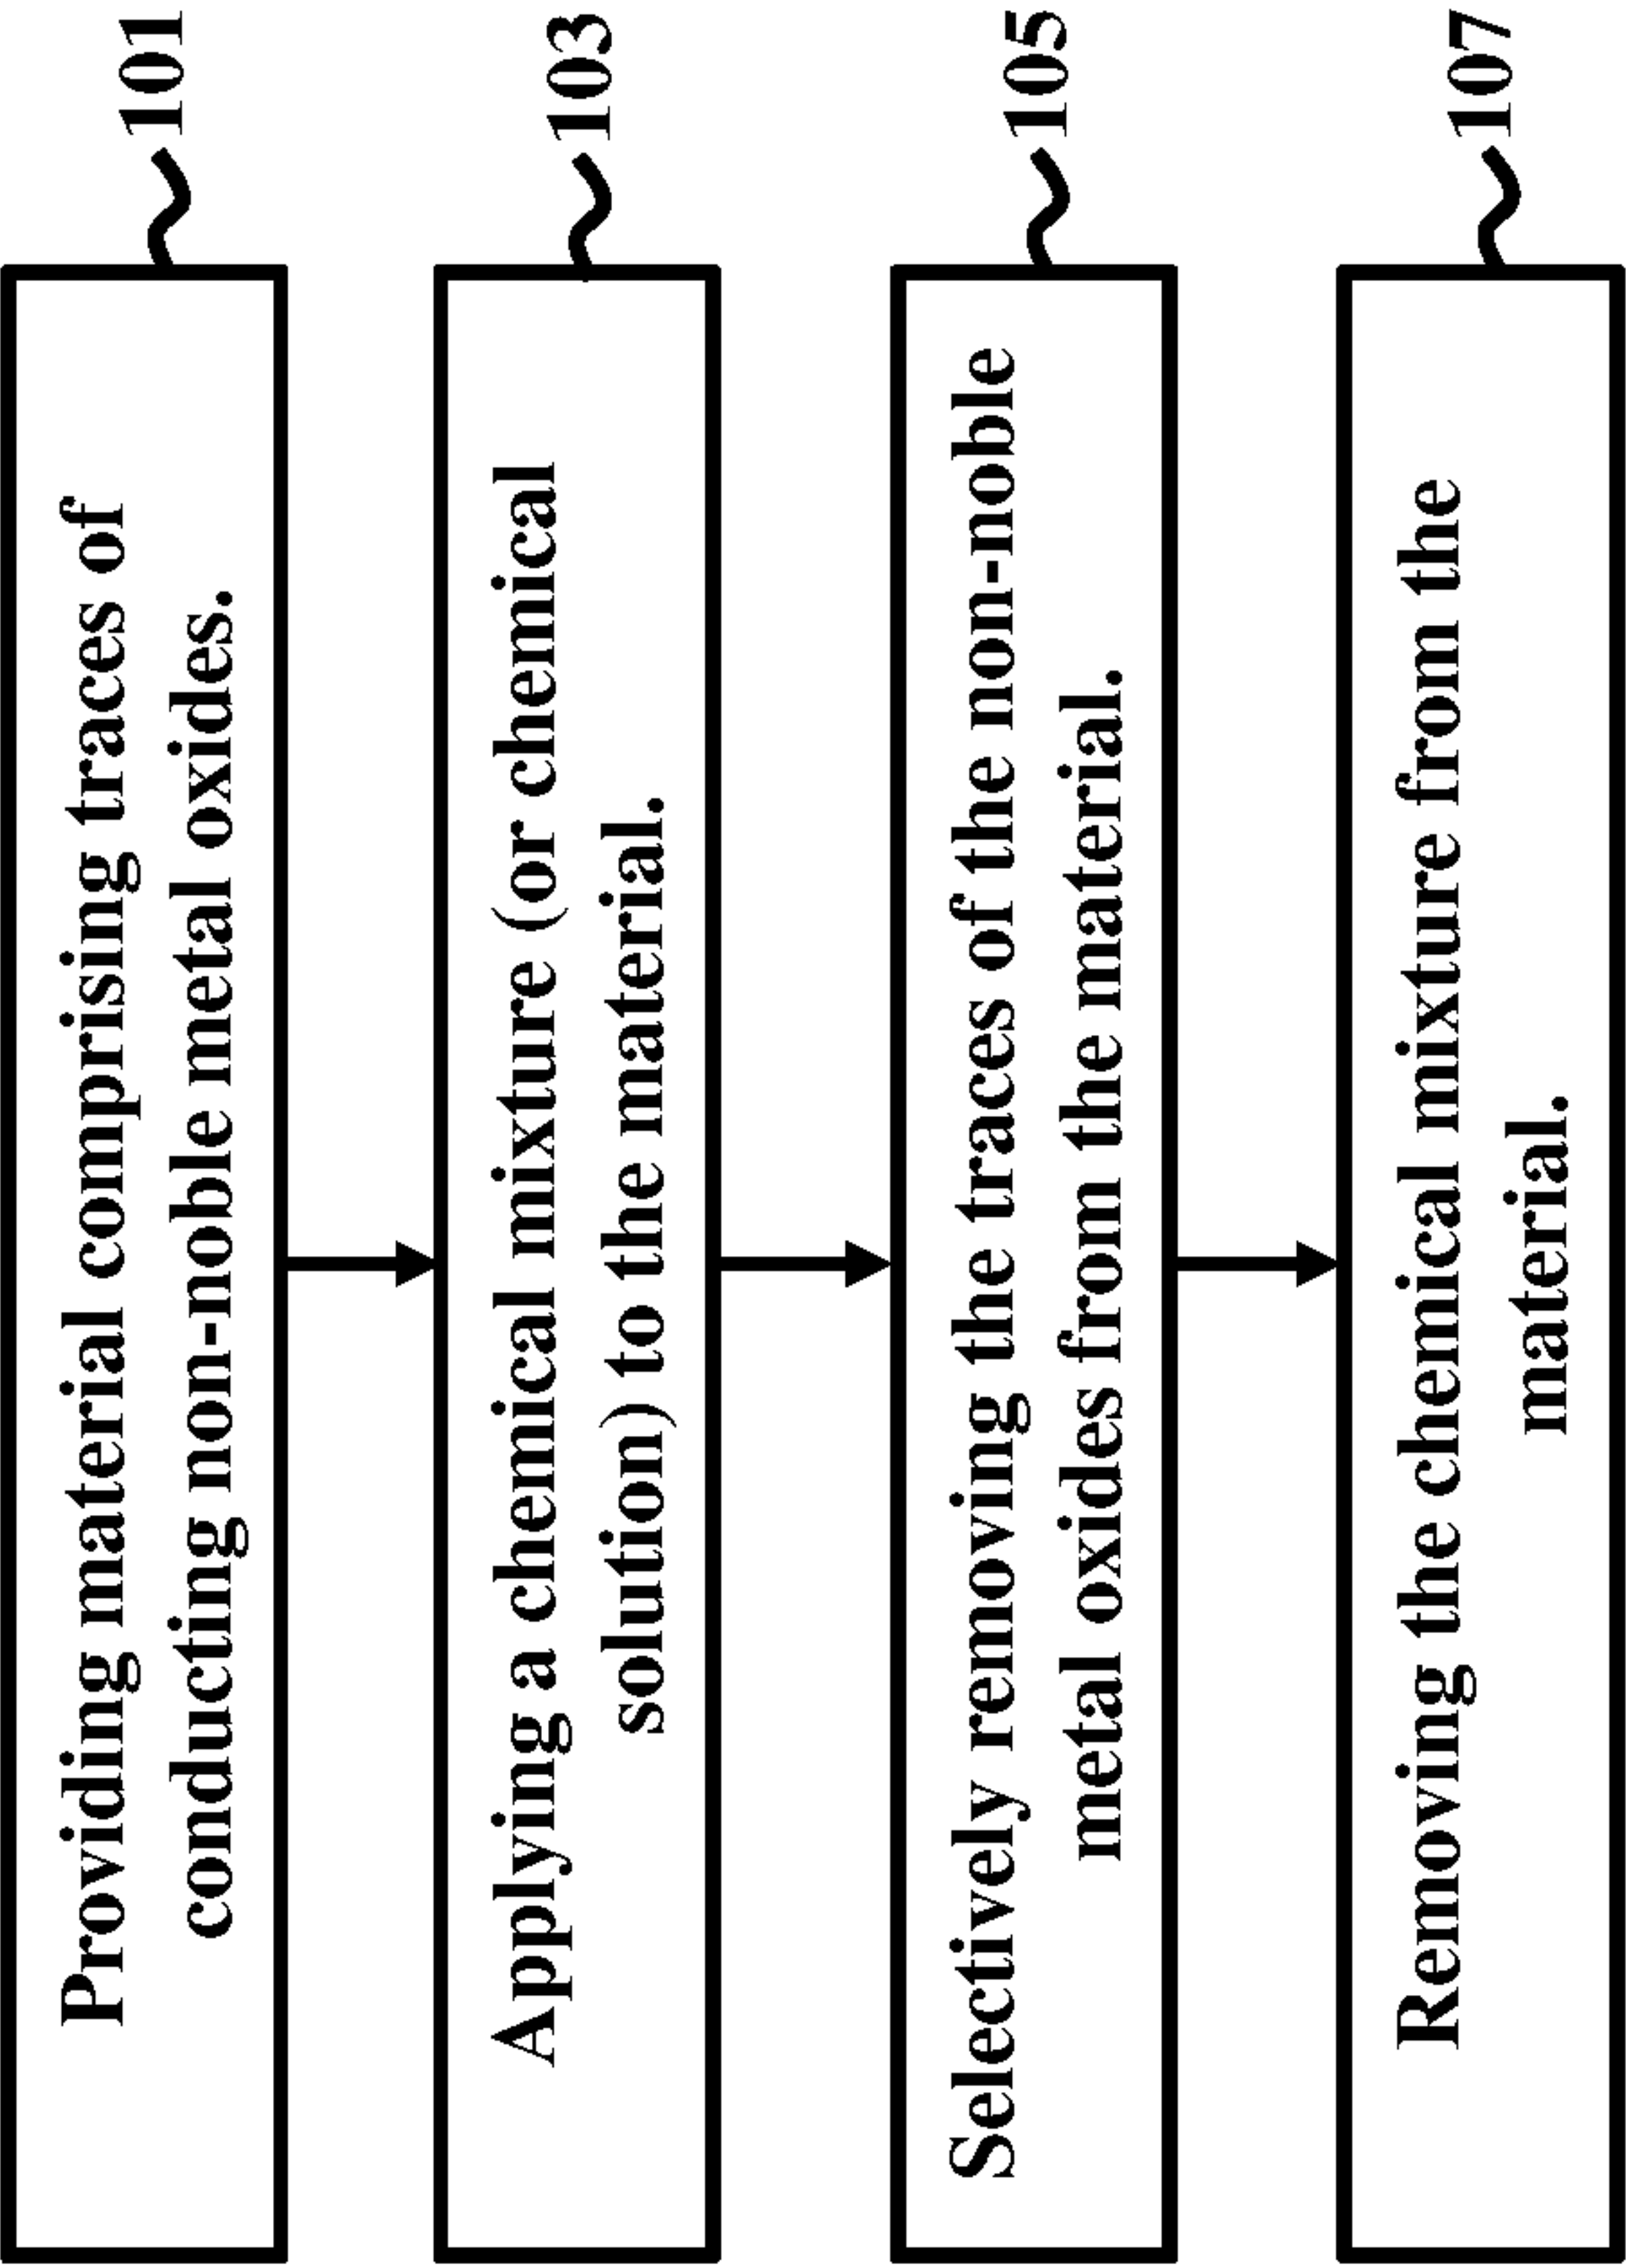 Providing material comprising traces of
conducting non-noble metal oxides.
101
Applying a chemical mixture (or chemical
solution) to the material.
103
Selectively removing the traces of the non-noble
metal oxides from the material.
105
Removing the chemical mixture from the
material.
107